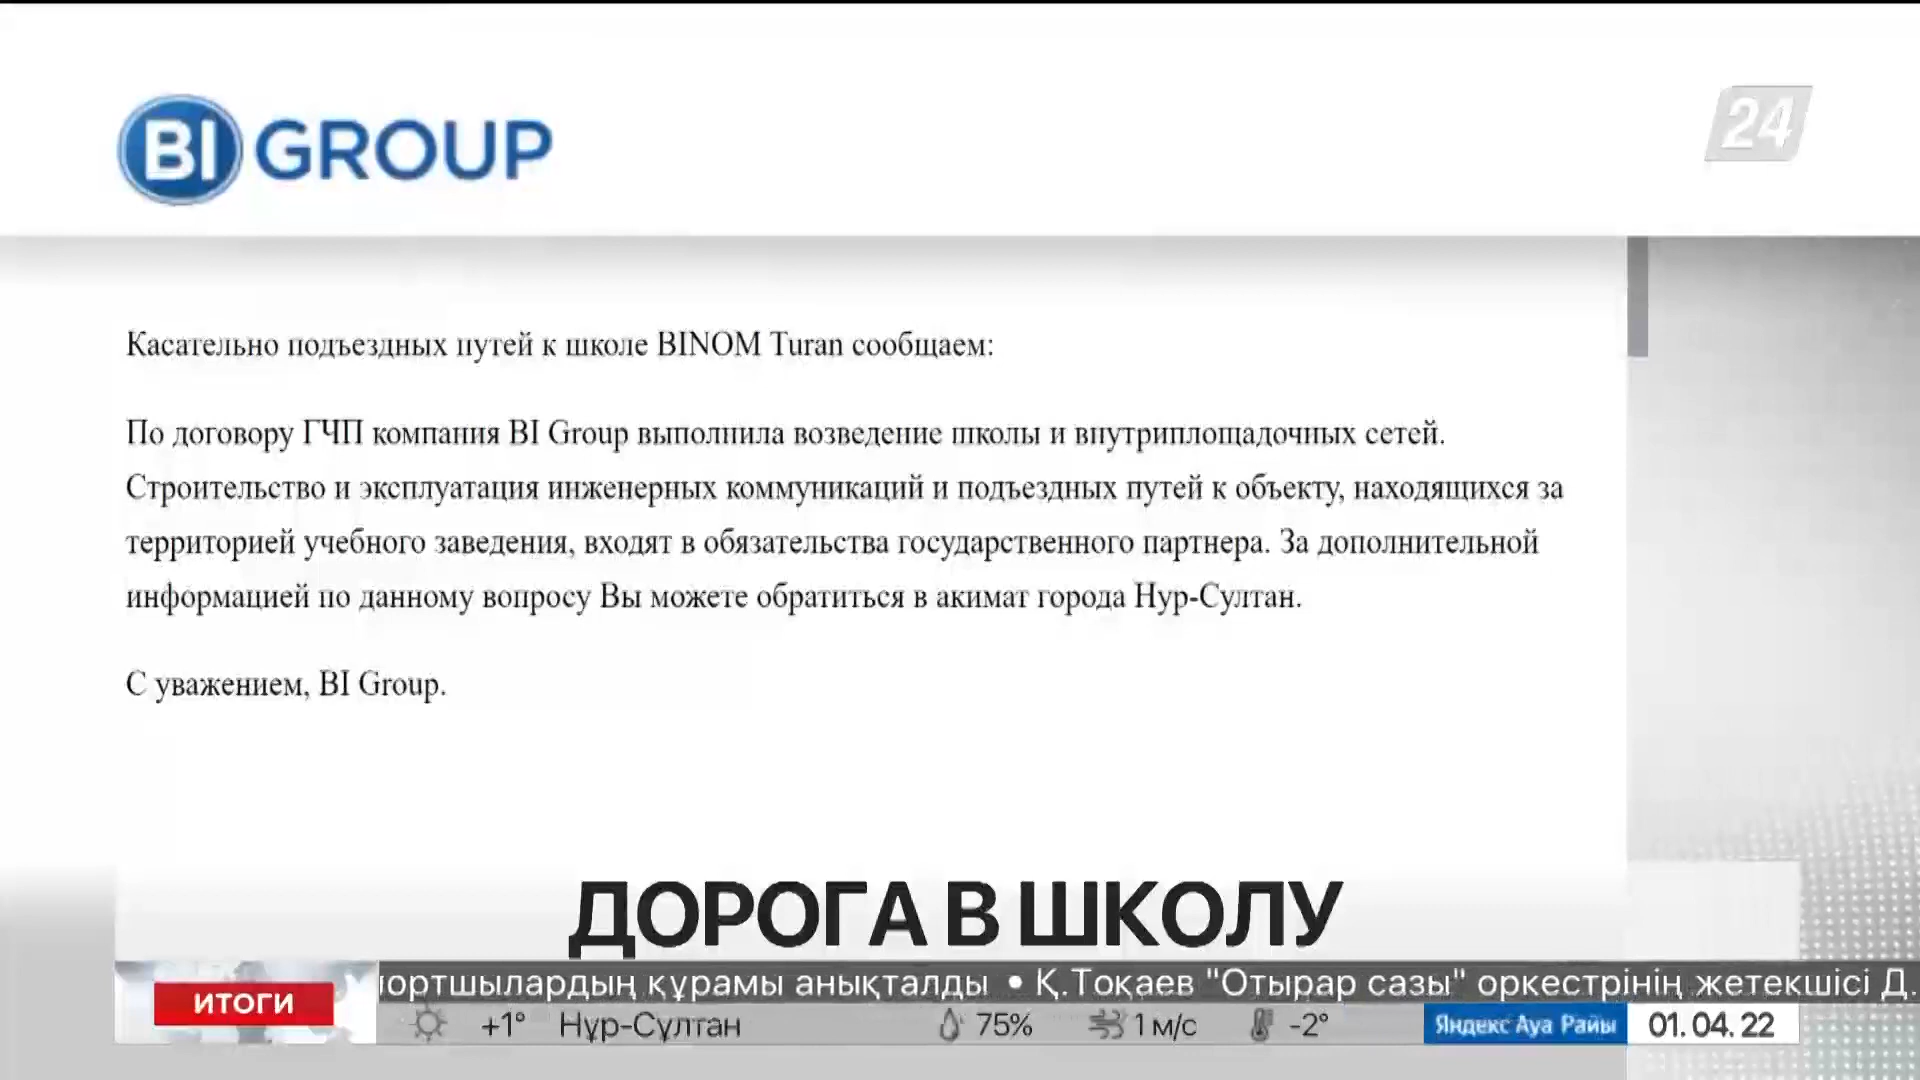 BI GROUP
24
Касательно подъездных путей к школе BINOM Turan сообщаем:
По договору ГЧП компания BI Group выполнила возведение школы и внутриплощадочных сетей.
Строительство и эксплуатация инженерных коммуникаций и подъездных путей к объекту, находящихся за
территорией учебного заведения, входят в обязательства государственного партнера. За дополнительной
информацией по данному вопросу Вы можете обратиться в акимат города Нур-Султан.
С уважением, BI Group.
ДОРОГА В ШКОЛУ
ИТОГИ
құрамы анықталды • Қ.Тоқаев "Отырар сазы" оркестрінің жетекшісі Д.
+1° Нұр-Сұлтан 75% 1 м/с -2° Яндекс Ауа Райы 01. 04. 22